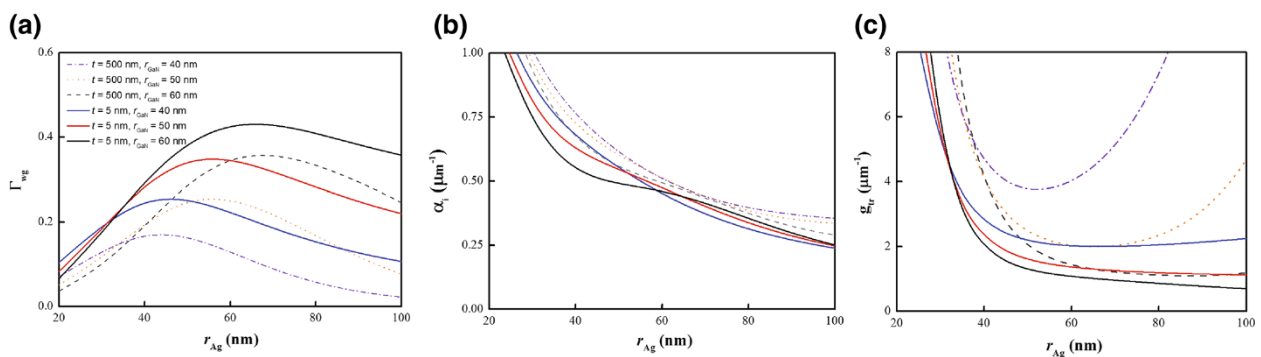 (a)
0.6
0.4
0.2
0.0
Γwg
t = 500 nm, rGaN = 40 nm
t = 500 nm, rGaN = 50 nm
t = 500 nm, rGaN = 60 nm
t = 5 nm, rGaN = 40 nm
t = 5 nm, rGaN = 50 nm
t = 5 nm, rGaN = 60 nm
20 40 60 80 100
rAg (nm)
(b)
1.00
0.75
0.50
0.25
0.00
αi (μm⁻¹)
20 40 60 80 100
rAg (nm)
(c)
8
6
4
2
0
gtr (μm⁻¹)
20 40 60 80 100
rAg (nm)